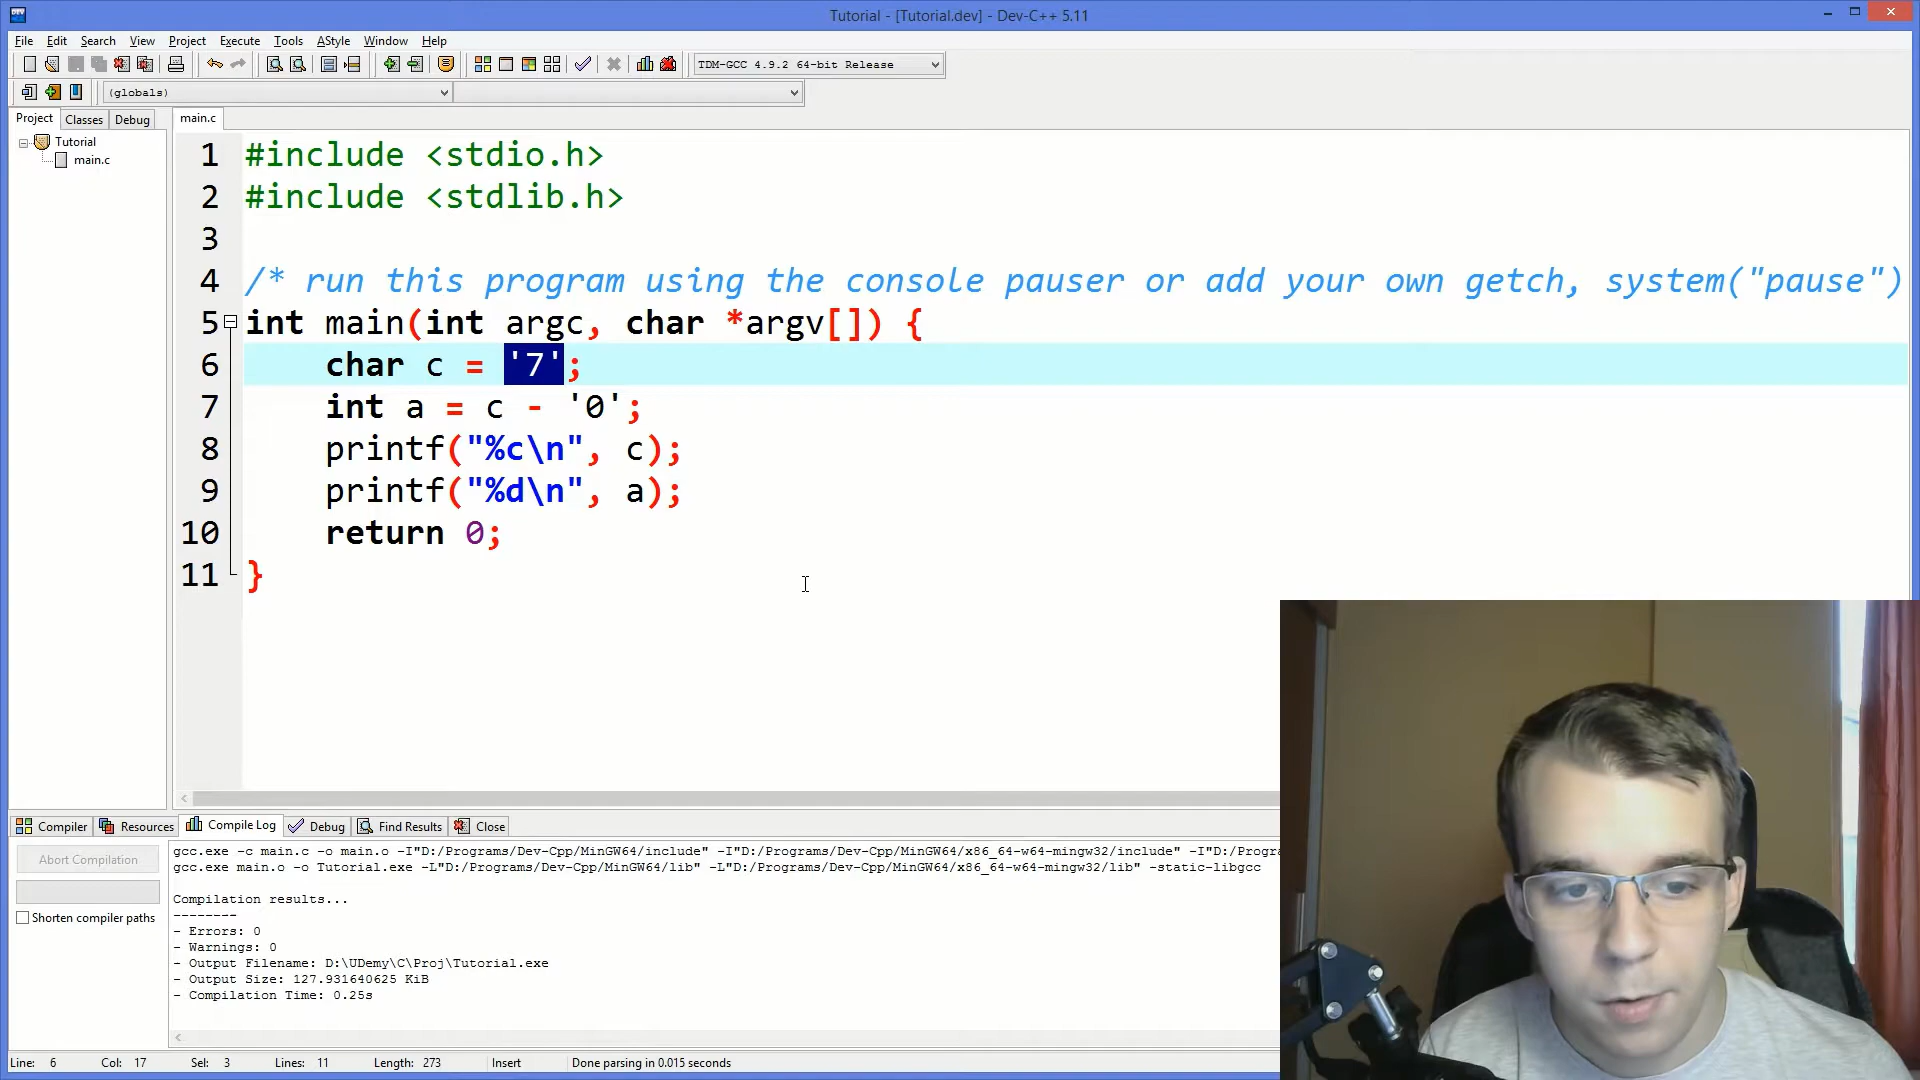 Tutorial - [Tutorial.dev] - Dev-C++ 5.11
File Edit Search View Project Execute Tools AStyle Window Help
TDM-GCC 4.9.2 64-bit Release
(globals)
Project Classes Debug
main.c
Tutorial
main.c
1 #include <stdio.h>
2 #include <stdlib.h>
3
4 /* run this program using the console pauser or add your own getch, system("pause")
5 int main(int argc, char *argv[]) {
6 char c = '7';
7 int a = c - '0';
8 printf("%c\n", c);
9 printf("%d\n", a);
10 return 0;
11 }
Compiler Resources Compile Log Debug Find Results Close
Abort Compilation
Shorten compiler paths
gcc.exe -c main.c -o main.o -I"D:/Programs/Dev-Cpp/MinGW64/include" -I"D:/Programs/Dev-Cpp/MinGW64/x86_64-w64-mingw32/include" -I"D:/Progra
gcc.exe main.o -o Tutorial.exe -L"D:/Programs/Dev-Cpp/MinGW64/lib" -L"D:/Programs/Dev-Cpp/MinGW64/x86_64-w64-mingw32/lib" -static-libgcc
Compilation results...
--------
- Errors: 0
- Warnings: 0
- Output Filename: D:\UDemy\C\Proj\Tutorial.exe
- Output Size: 127.931640625 KiB
- Compilation Time: 0.25s
Line: 6 Col: 17 Sel: 3 Lines: 11 Length: 273 Insert Done parsing in 0.015 seconds